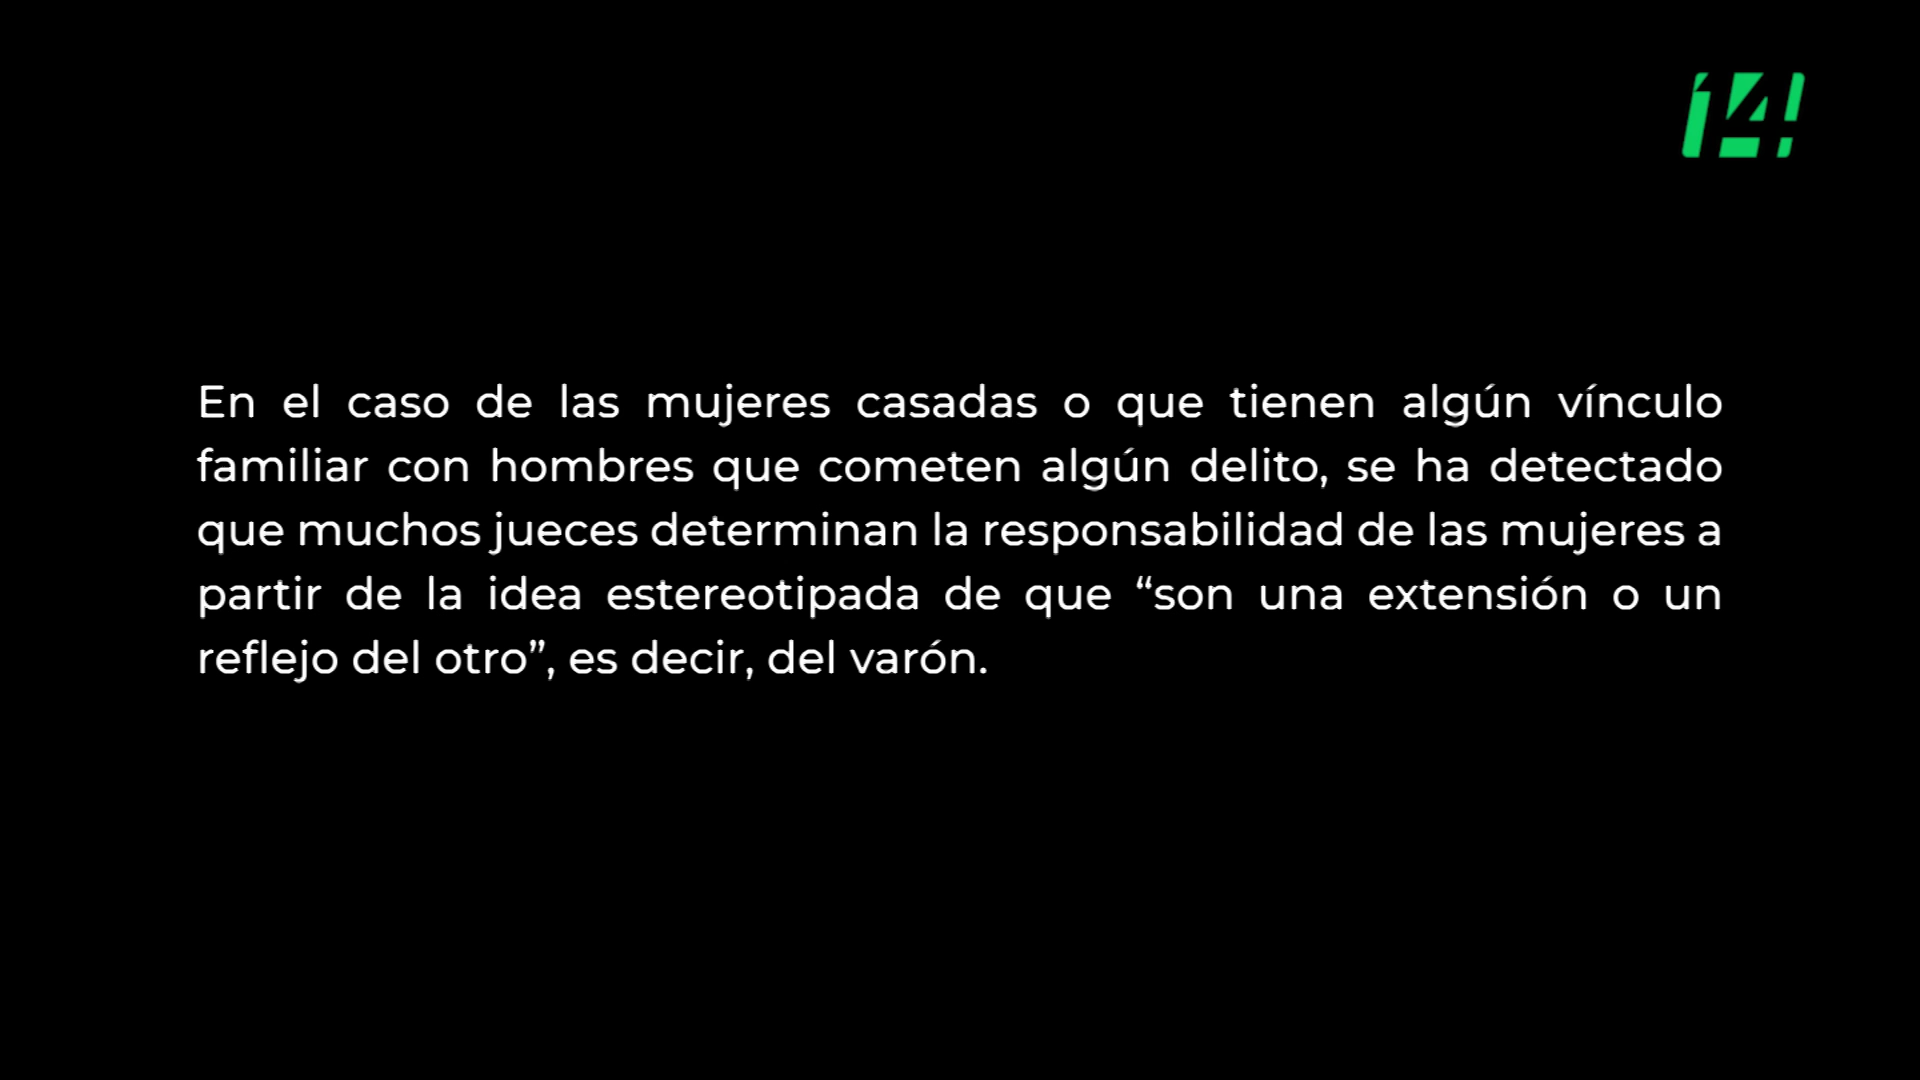 14!
En el caso de las mujeres casadas o que tienen algún vínculo
familiar con hombres que cometen algún delito, se ha detectado
que muchos jueces determinan la responsabilidad de las mujeres a
partir de la idea estereotipada de que “son una extensión o un
reflejo del otro”, es decir, del varón.